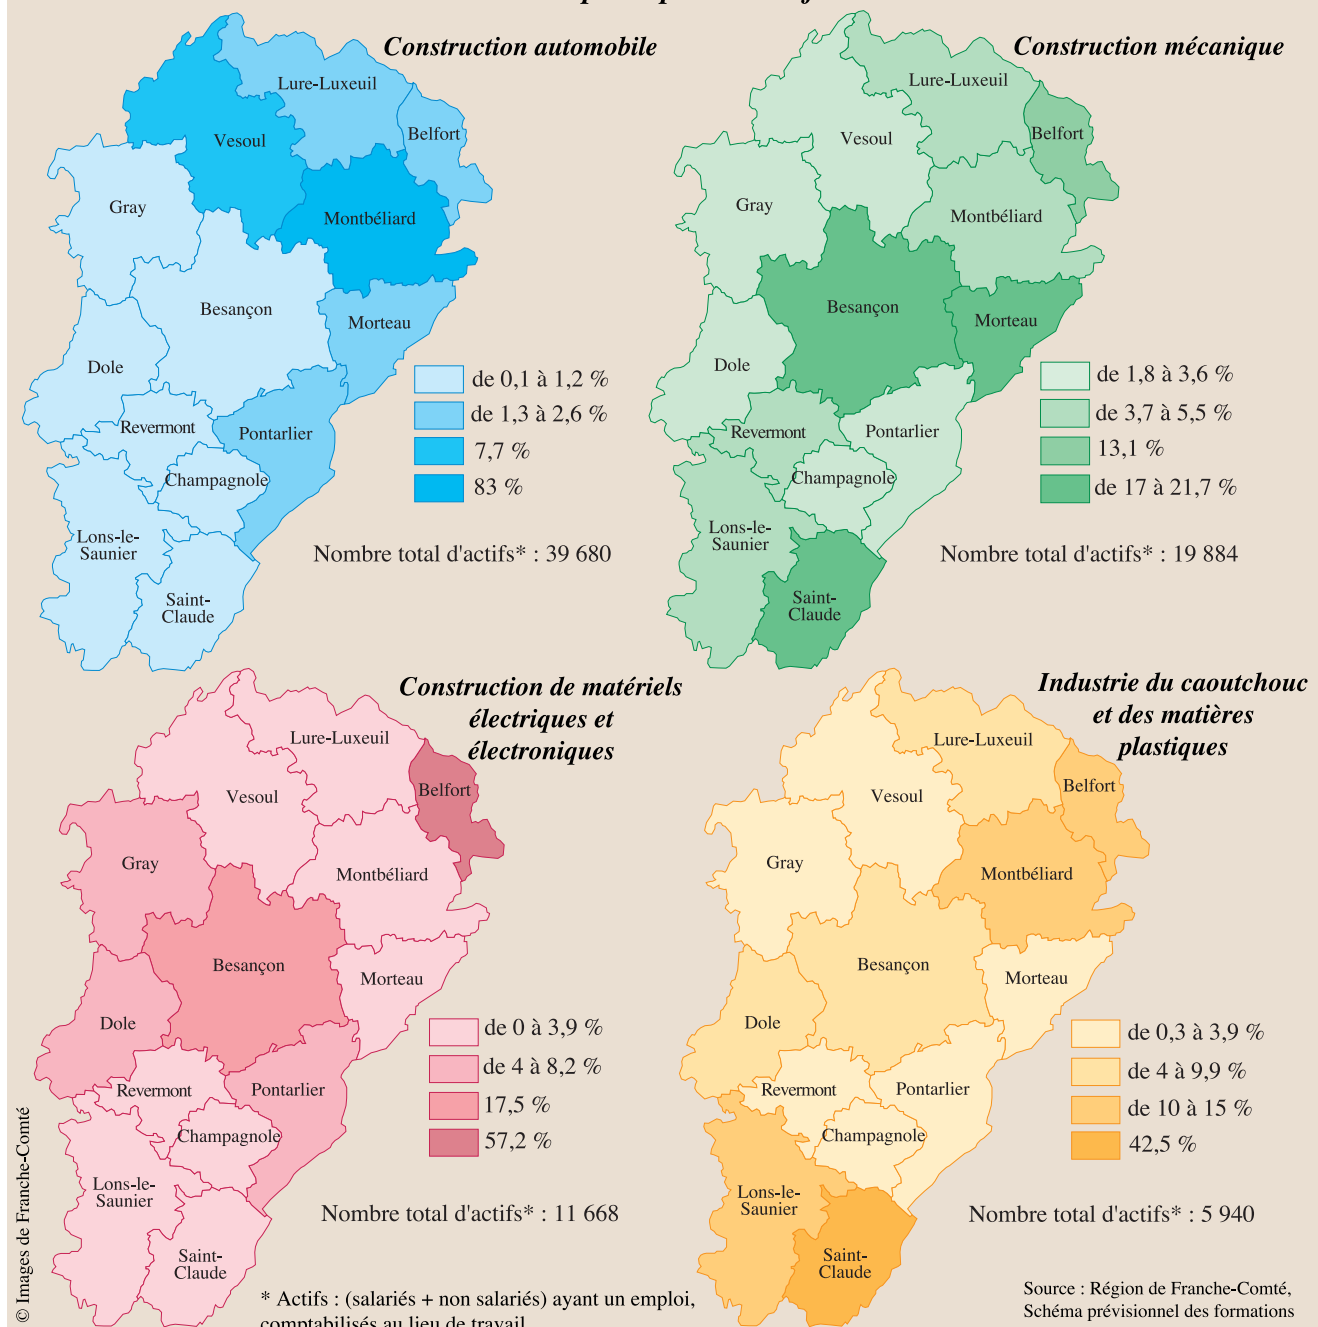 Construction automobile
Lure-Luxeuil
Belfort
Vesoul
Gray
Montbéliard
Besançon
Morteau
Dole
Revermont
Pontarlier
Champagnole
Lons-le-
Saunier
Saint-
Claude
de 0,1 à 1,2 %
de 1,3 à 2,6 %
7,7 %
83 %
Nombre total d'actifs* : 39 680
Construction mécanique
Lure-Luxeuil
Belfort
Vesoul
Gray
Montbéliard
Besançon
Morteau
Dole
Revermont
Pontarlier
Champagnole
Lons-le-
Saunier
Saint-
Claude
de 1,8 à 3,6 %
de 3,7 à 5,5 %
13,1 %
de 17 à 21,7 %
Nombre total d'actifs* : 19 884
Construction de matériels
électriques et
électroniques
Lure-Luxeuil
Belfort
Vesoul
Gray
Montbéliard
Besançon
Morteau
Dole
Revermont
Pontarlier
Champagnole
Lons-le-
Saunier
Saint-
Claude
de 0 à 3,9 %
de 4 à 8,2 %
17,5 %
57,2 %
Nombre total d'actifs* : 11 668
Industrie du caoutchouc
et des matières
plastiques
Lure-Luxeuil
Belfort
Vesoul
Gray
Montbéliard
Besançon
Morteau
Dole
Revermont
Pontarlier
Champagnole
Lons-le-
Saunier
Saint-
Claude
de 0,3 à 3,9 %
de 4 à 9,9 %
de 10 à 15 %
42,5 %
Nombre total d'actifs* : 5 940
© Images de Franche-Comté
* Actifs : (salariés + non salariés) ayant un emploi,
comptabilisés au lieu de travail
Source : Région de Franche-Comté,
Schéma prévisionnel des formations